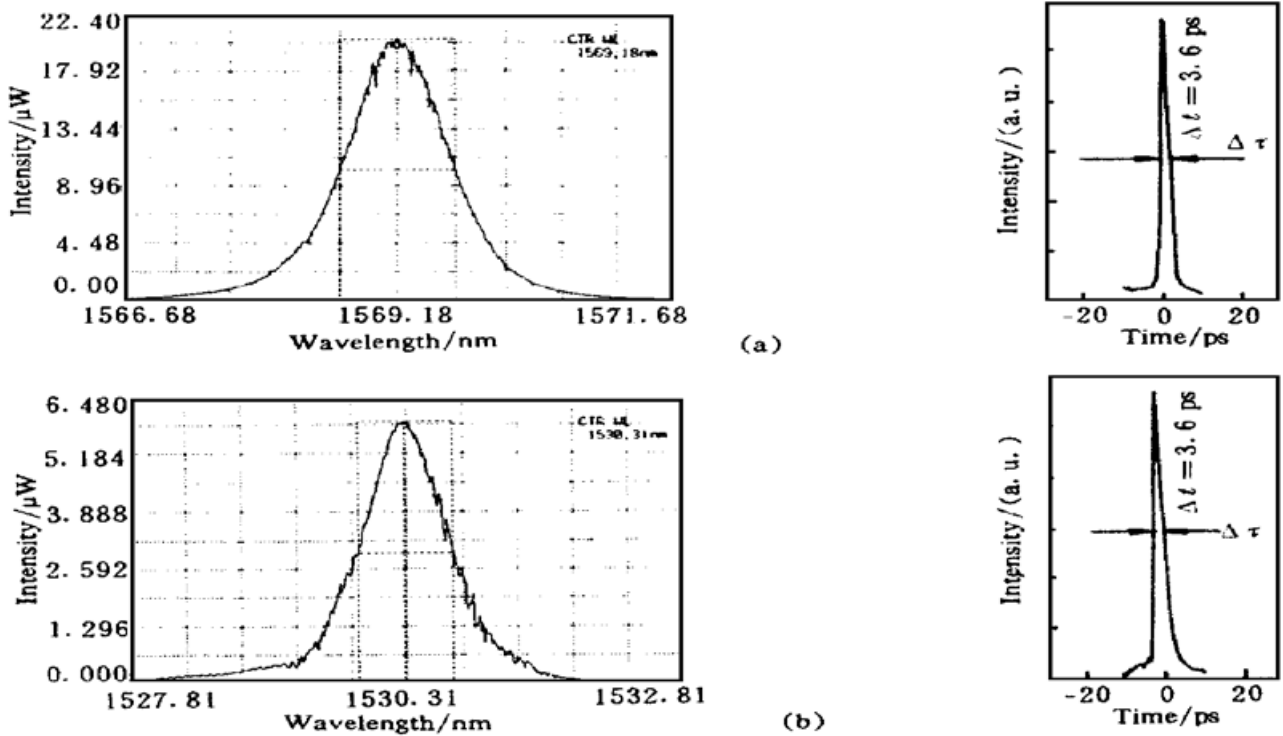 22.40
17.92
13.44
8.96
4.48
0.00
Intensity/μW
CTR WL
1569.18nm
1566.68 1569.18 1571.68
Wavelength/nm
(a)
Intensity/(a.u.)
Δt=3.6 ps
Δτ
-20 0 20
Time/ps
6.480
5.184
3.888
2.592
1.296
0.000
Intensity/μW
CTR WL
1530.31nm
1527.81 1530.31 1532.81
Wavelength/nm
(b)
Intensity/(a.u.)
Δt=3.6 ps
Δτ
-20 0 20
Time/ps